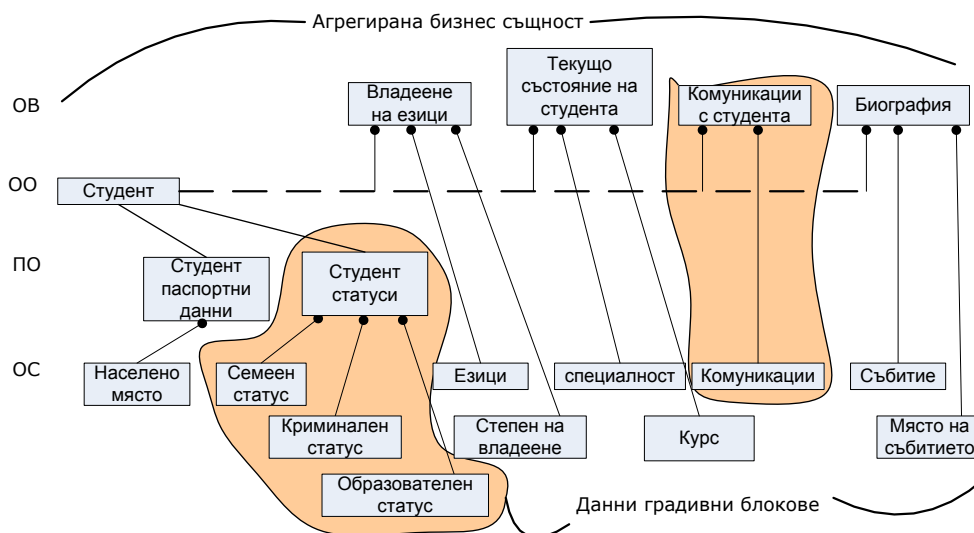 Агрегирана бизнес същност
ОВ
Владеене
на езици
Текущо
състояние на
студента
Комуникации
с студента
Биография
ОО
Студент
ПО
Студент
паспортни
данни
Студент
статуси
ОС
Населено
място
Семеен
статус
Езици
специалност
Комуникации
Събитие
Криминален
статус
Степен на
владеене
Курс
Място на
събитието
Образователен
статус
Данни градивни блокове